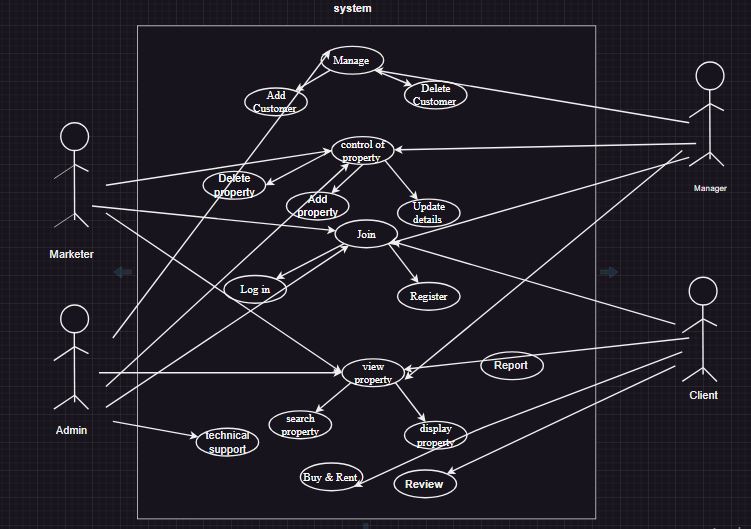 system
Manage
Add
Customer
Delete
Customer
control of
property
Delete
property
Add
property
Update
details
Manager
Marketer
Join
Log in
Register
view
property
Report
Client
Admin
search
property
display
property
technical
support
Buy & Rent
Review